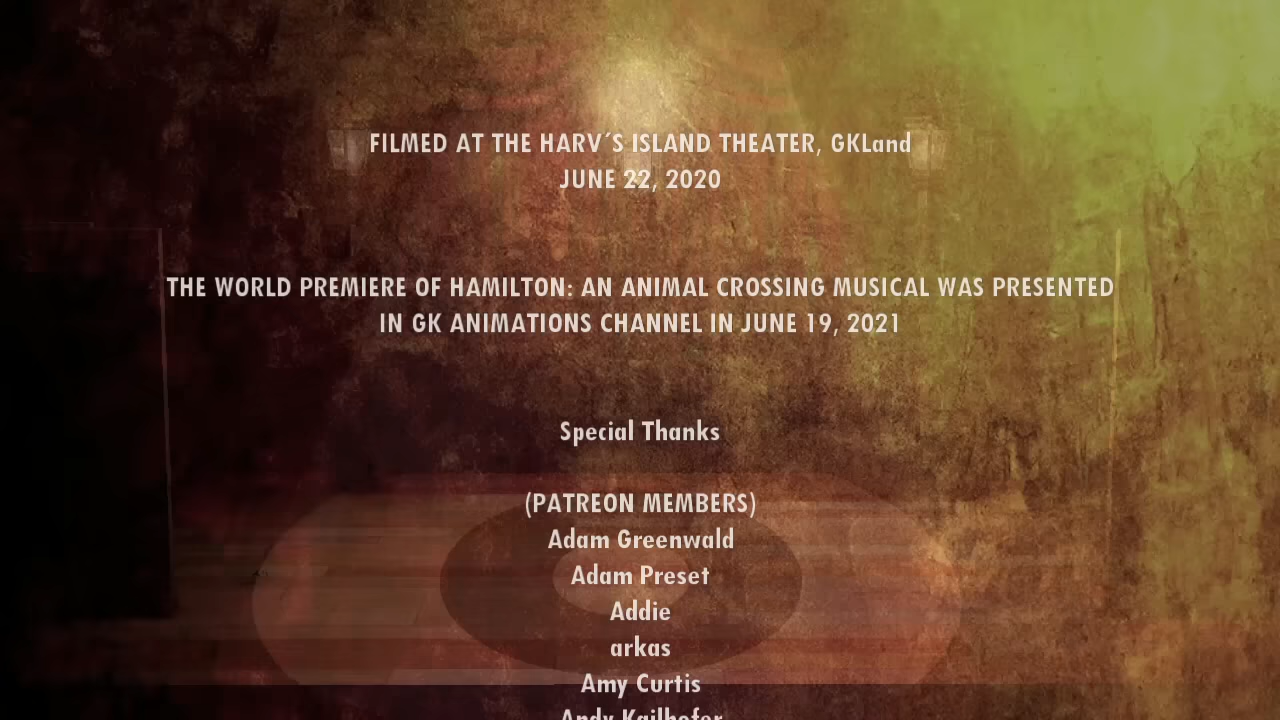 FILMED AT THE HARV´S ISLAND THEATER, GKLand
JUNE 22, 2020
THE WORLD PREMIERE OF HAMILTON: AN ANIMAL CROSSING MUSICAL WAS PRESENTED
IN GK ANIMATIONS CHANNEL IN JUNE 19, 2021
Special Thanks
(PATREON MEMBERS)
Adam Greenwald
Adam Preset
Addie
arkas
Amy Curtis
Andy Kailhofer